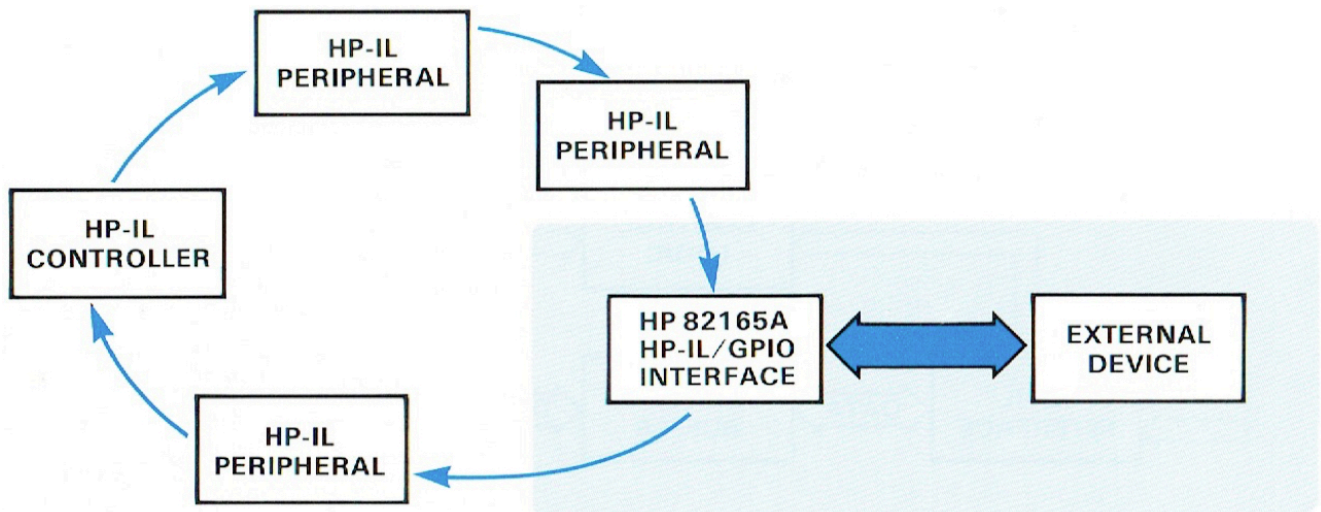 HP-IL
PERIPHERAL
HP-IL
PERIPHERAL
HP-IL
CONTROLLER
HP 82165A
HP-IL/GPIO
INTERFACE
EXTERNAL
DEVICE
HP-IL
PERIPHERAL